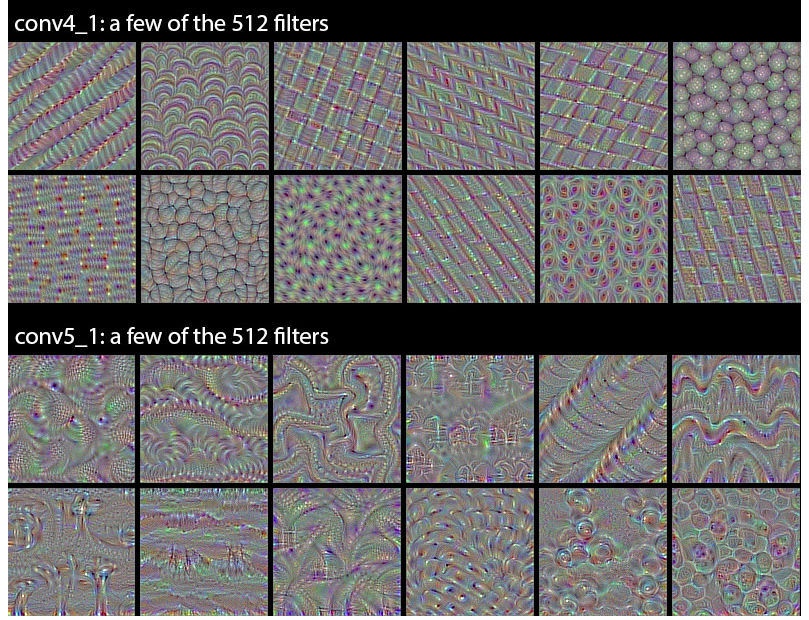 conv4_1: a few of the 512 filters
conv5_1: a few of the 512 filters